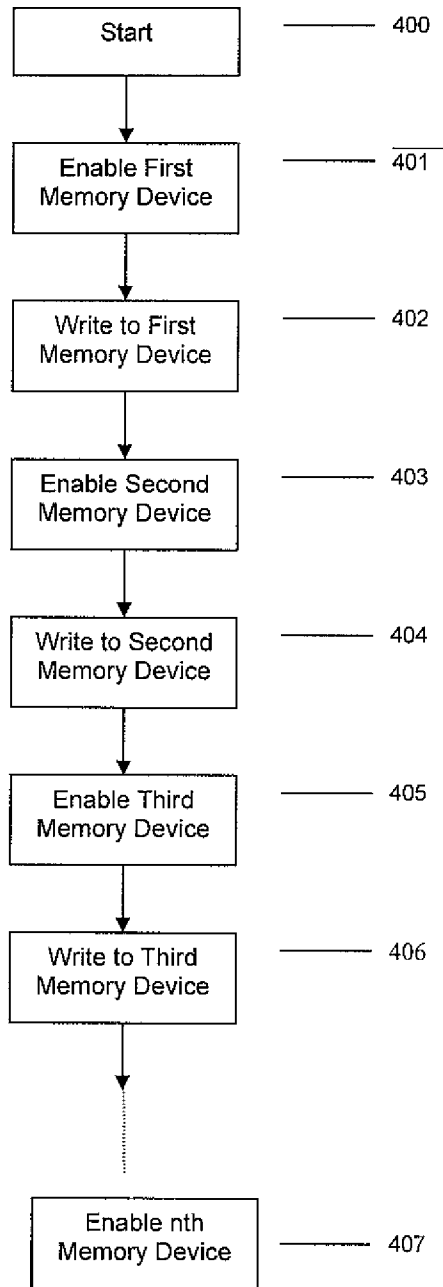 Start
400
Enable First
Memory Device
401
Write to First
Memory Device
402
Enable Second
Memory Device
403
Write to Second
Memory Device
404
Enable Third
Memory Device
405
Write to Third
Memory Device
406
Enable nth
Memory Device
407